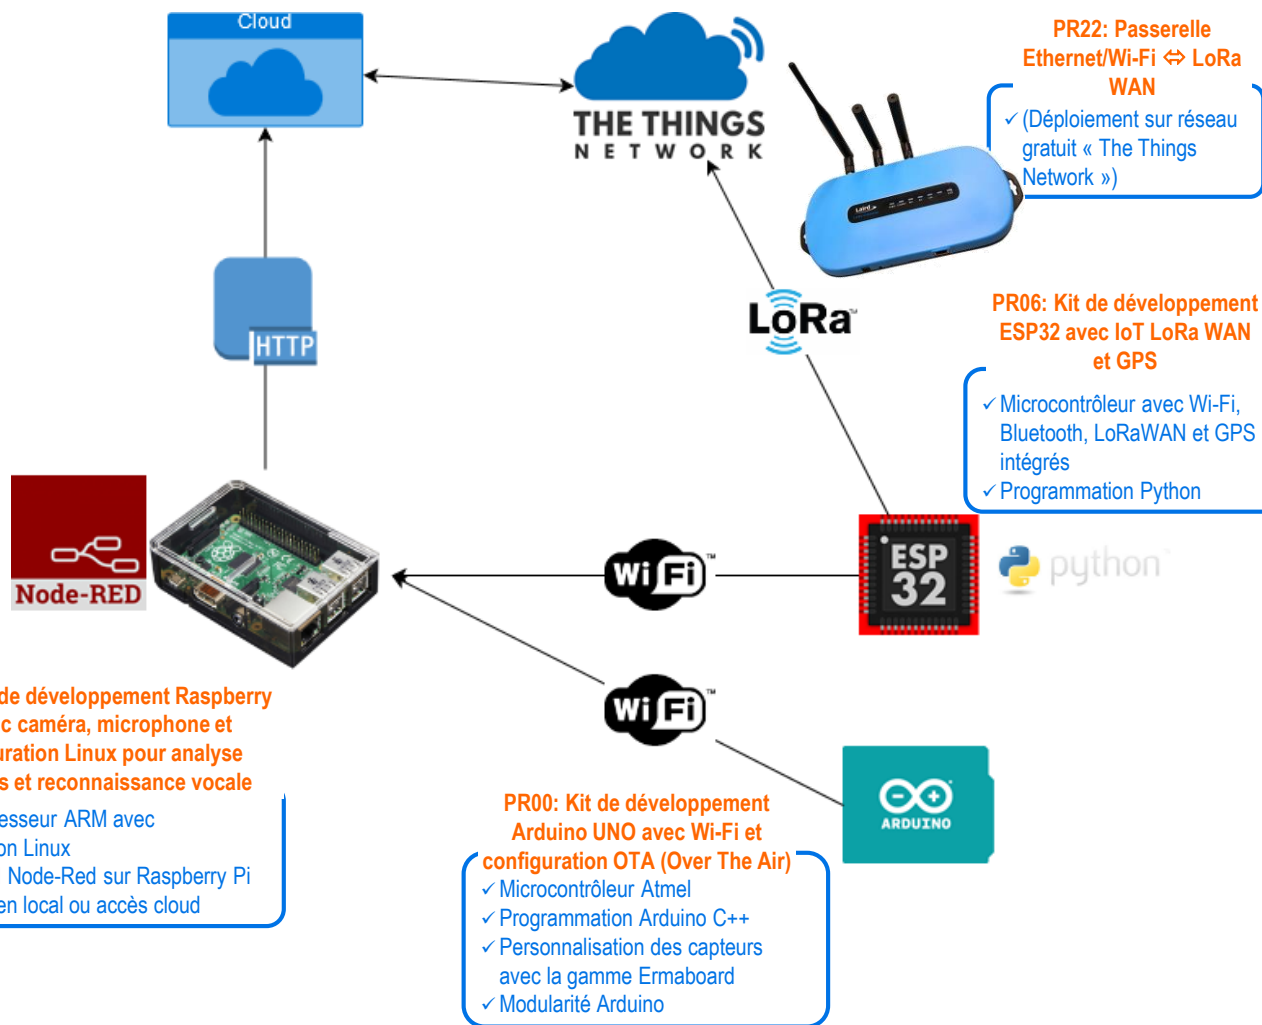 Cloud
THE THINGS
NETWORK
PR22: Passerelle
Ethernet/Wi-Fi ⇔ LoRa
WAN
✓ (Déploiement sur réseau
gratuit « The Things
Network »)
Laird
HTTP
LoRa™
PR06: Kit de développement
ESP32 avec IoT LoRa WAN
et GPS
✓ Microcontrôleur avec Wi-Fi,
Bluetooth, LoRaWAN et GPS
intégrés
✓ Programmation Python
Node-RED
WiFi™
ESP
32
python
WiFi™
de développement Raspberry
c caméra, microphone et
uration Linux pour analyse
s et reconnaissance vocale
esseur ARM avec
on Linux
Node-Red sur Raspberry Pi
en local ou accès cloud
ARDUINO
PR00: Kit de développement
Arduino UNO avec Wi-Fi et
configuration OTA (Over The Air)
✓ Microcontrôleur Atmel
✓ Programmation Arduino C++
✓ Personnalisation des capteurs
avec la gamme Ermaboard
✓ Modularité Arduino